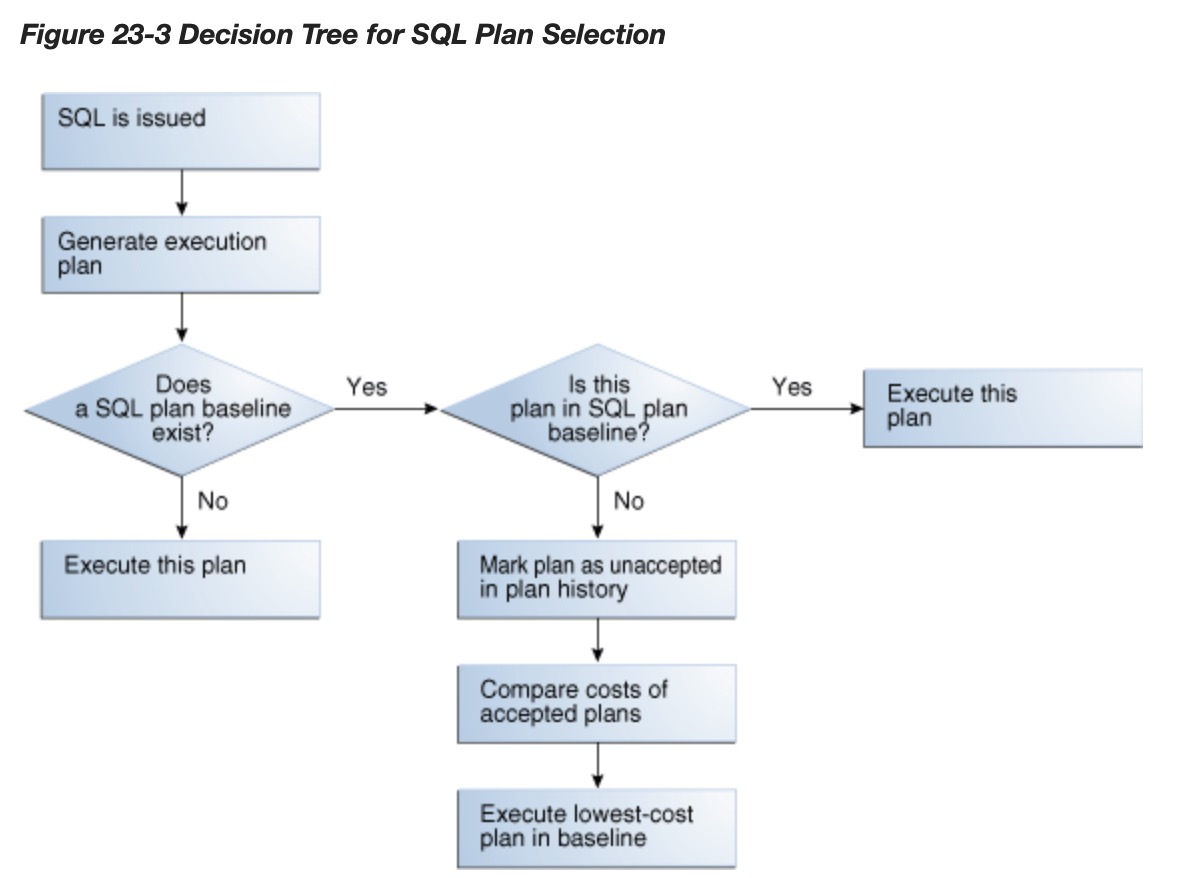 Figure 23-3 Decision Tree for SQL Plan Selection
SQL is issued
Generate execution
plan
Does
a SQL plan baseline
exist?
Yes
Is this
plan in SQL plan
baseline?
Yes
Execute this
plan
No
No
Execute this plan
Mark plan as unaccepted
in plan history
Compare costs of
accepted plans
Execute lowest-cost
plan in baseline